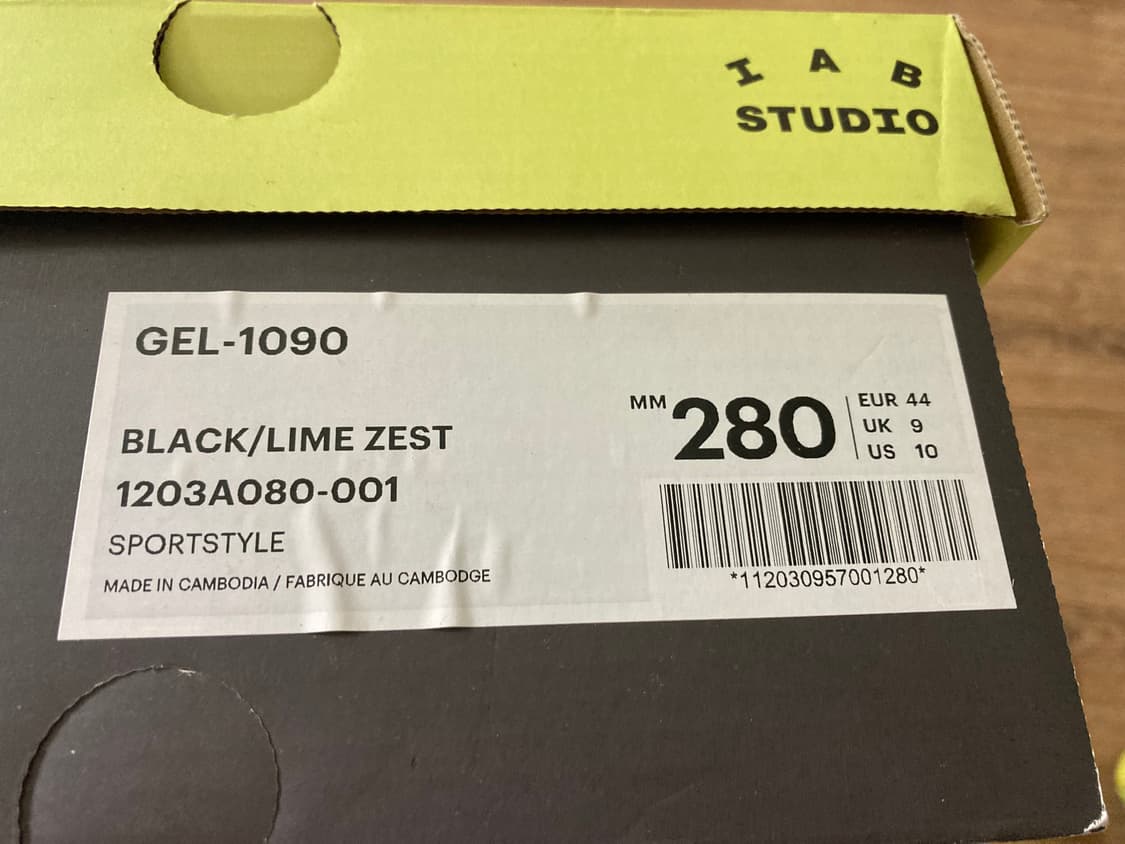 I A B
STUDIO
GEL-1090
BLACK/LIME ZEST
1203A080-001
SPORTSTYLE
MADE IN CAMBODIA / FABRIQUE AU CAMBODGE
MM 280
EUR 44
UK 9
US 10
*112030957001280*